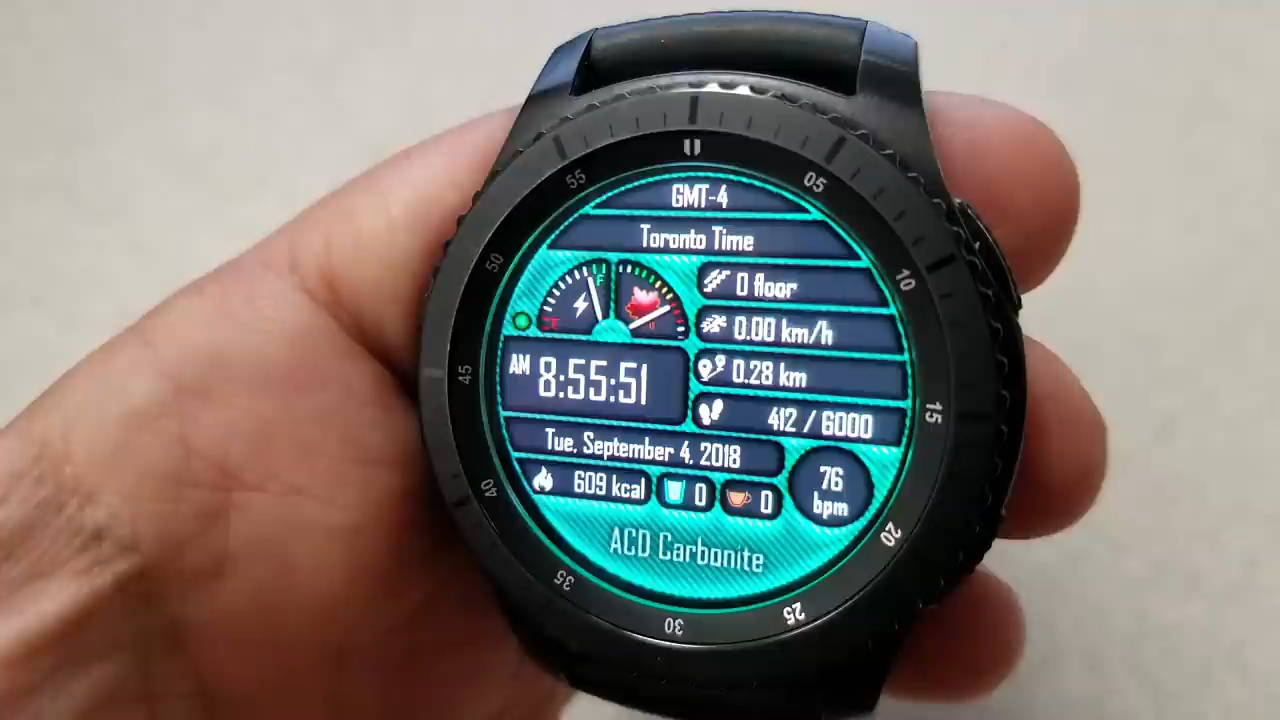 GMT-4
Toronto Time
0 floor
0.00 km/h
0.28 km
412 / 6000
E F
AM 8:55:51
Tue, September 4, 2018
76
bpm
609 kcal 0 0
ACD Carbonite
05
10
15
20
25
30
35
40
45
50
55